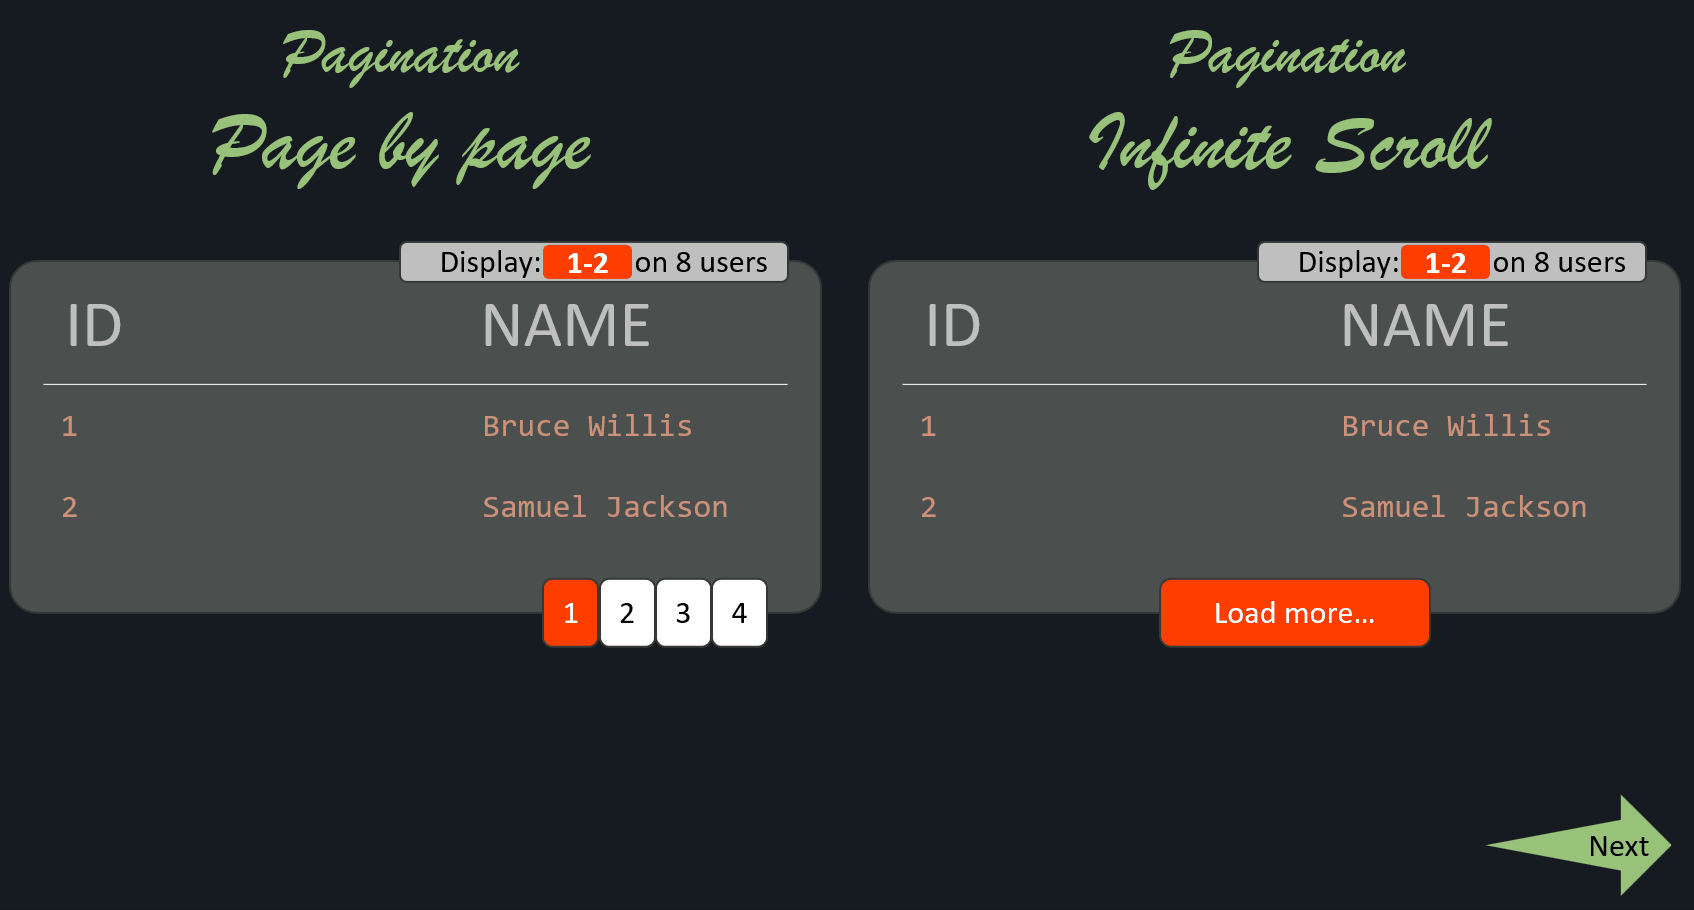 Pagination
Page by page
Display: 1-2 on 8 users
ID NAME
1 Bruce Willis
2 Samuel Jackson
1 2 3 4
Pagination
Infinite Scroll
Display: 1-2 on 8 users
ID NAME
1 Bruce Willis
2 Samuel Jackson
Load more...
Next